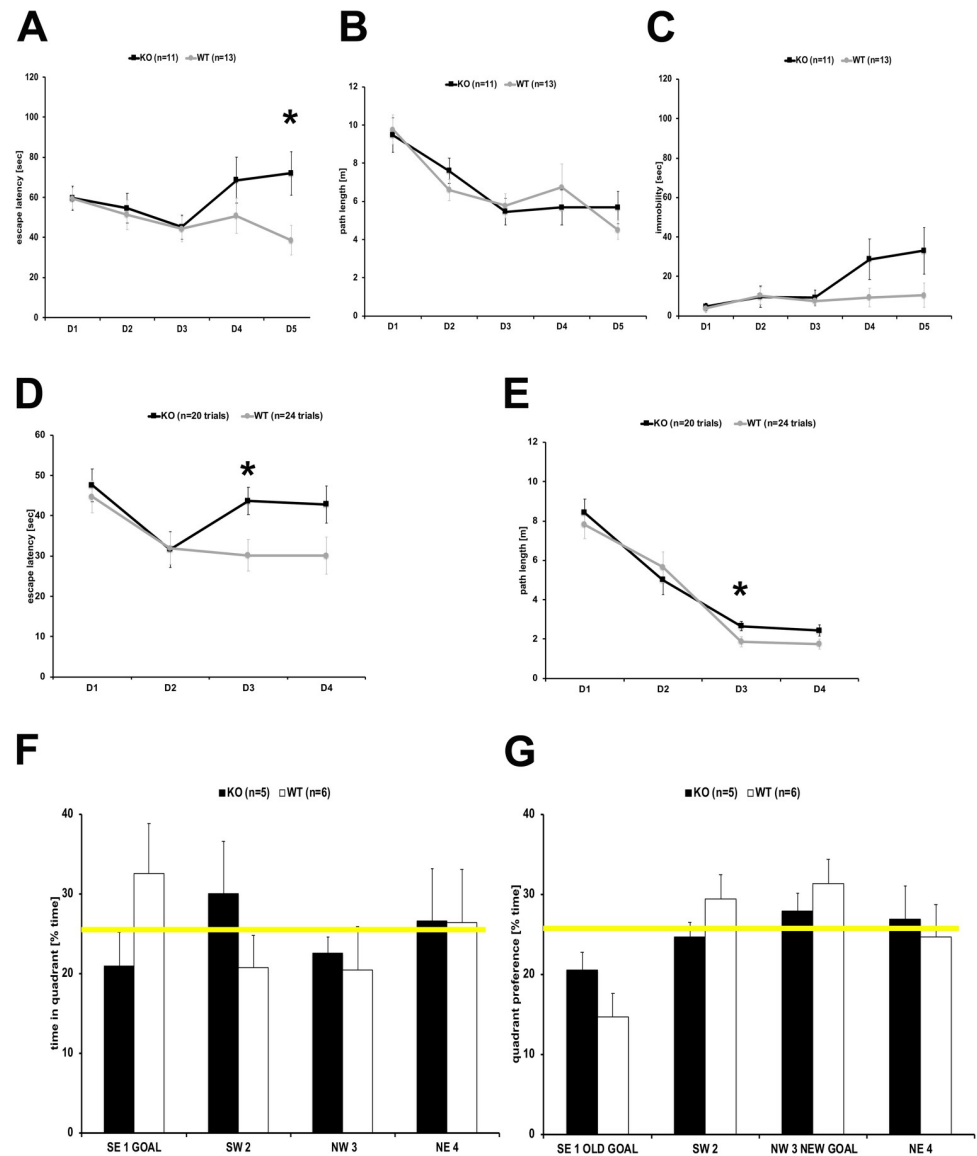 A
KO (n=11) WT (n=13)
escape latency [sec]
120
100
80
60
40
20
0
*
D1 D2 D3 D4 D5
B
KO (n=11) WT (n=13)
path length [m]
12
10
8
6
4
2
0
D1 D2 D3 D4 D5
C
KO (n=11) WT (n=13)
immobility [sec]
120
100
80
60
40
20
0
D1 D2 D3 D4 D5
D
KO (n=20 trials) WT (n=24 trials)
escape latency [sec]
60
50
40
30
20
10
0
*
D1 D2 D3 D4
E
KO (n=20 trials) WT (n=24 trials)
path length [m]
12
10
8
6
4
2
0
*
D1 D2 D3 D4
F
KO (n=5) WT (n=6)
time in quadrant [% time]
40
30
20
10
0
SE 1 GOAL SW 2 NW 3 NE 4
G
KO (n=5) WT (n=6)
quadrant preference [% time]
40
30
20
10
0
SE 1 OLD GOAL SW 2 NW 3 NEW GOAL NE 4